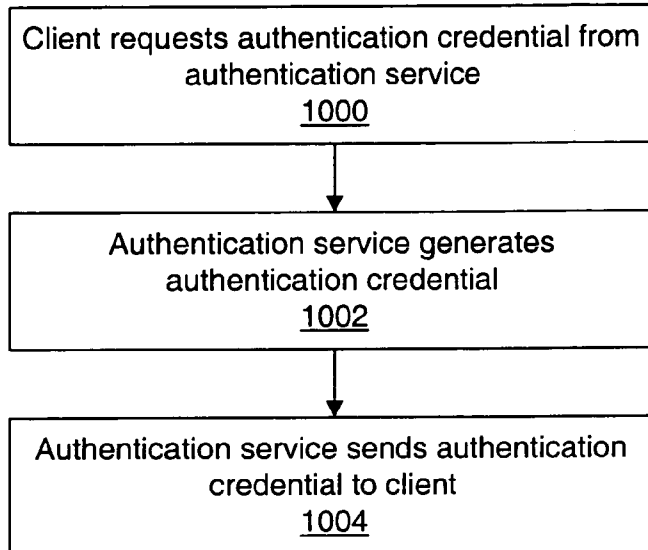 Client requests authentication credential from
authentication service
1000
Authentication service generates
authentication credential
1002
Authentication service sends authentication
credential to client
1004